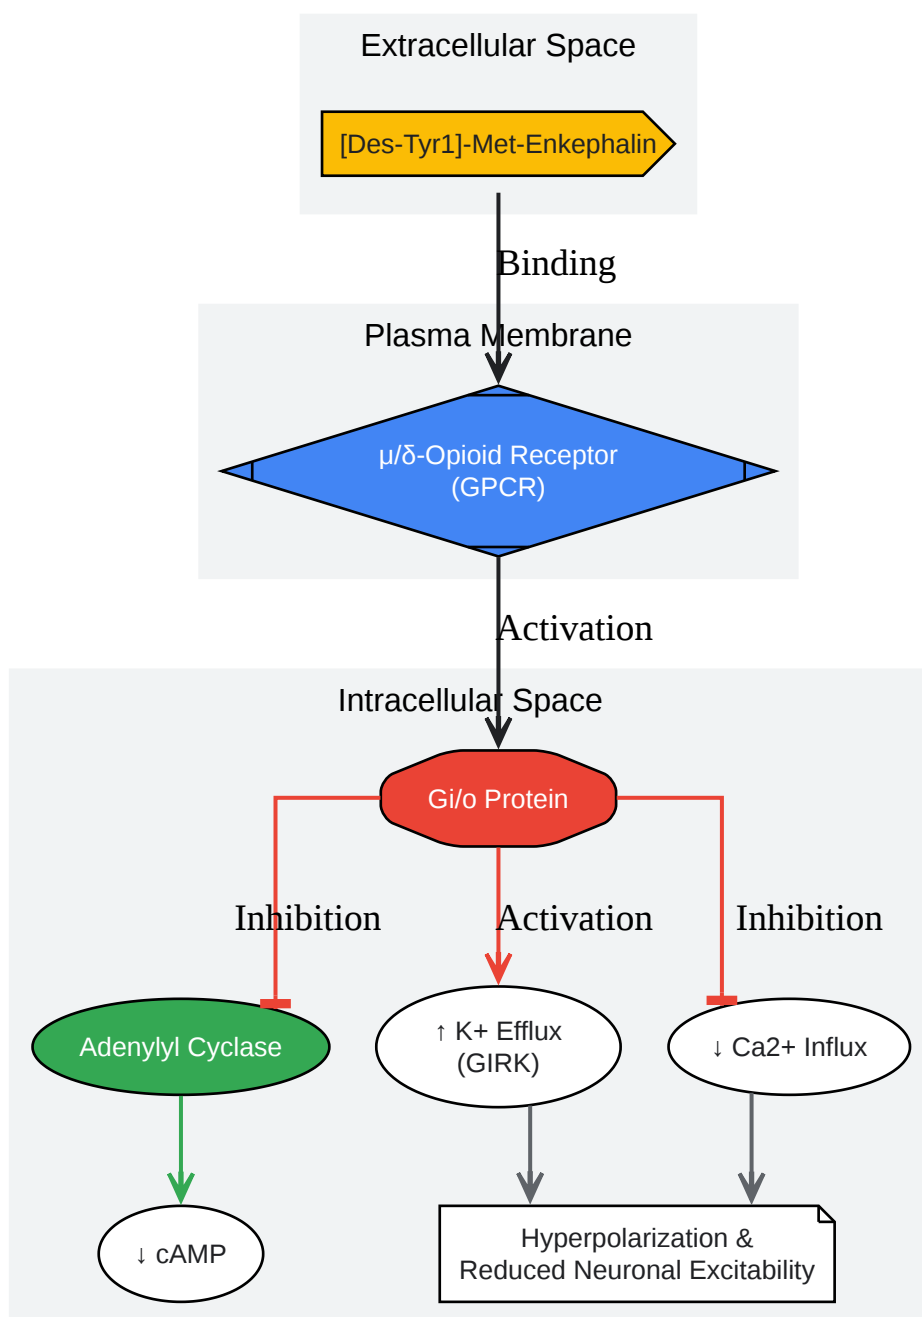 Extracellular Space
[Des-Tyr1]-Met-Enkephalin
Binding
Plasma Membrane
μ/δ-Opioid Receptor
(GPCR)
Activation
Intracellular Space
Gi/o Protein
Inhibition
Activation
Inhibition
Adenylyl Cyclase
↑ K+ Efflux
(GIRK)
↓ Ca2+ Influx
↓ cAMP
Hyperpolarization &
Reduced Neuronal Excitability